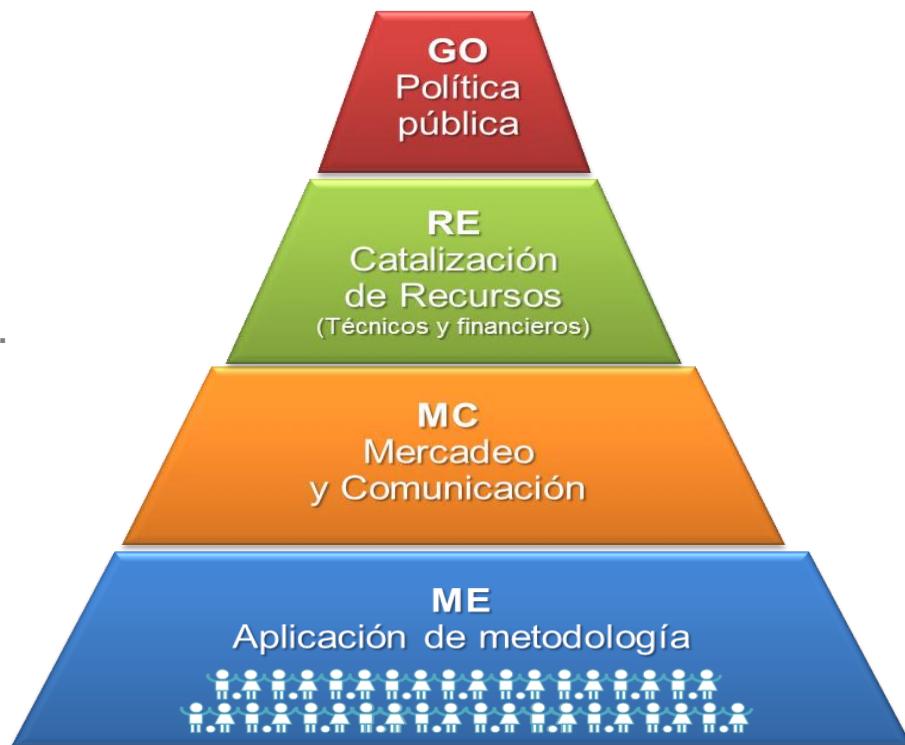 GO
Política
pública
RE
Catalización
de Recursos
(Técnicos y financieros)
MC
Mercadeo
y Comunicación
ME
Aplicación de metodología